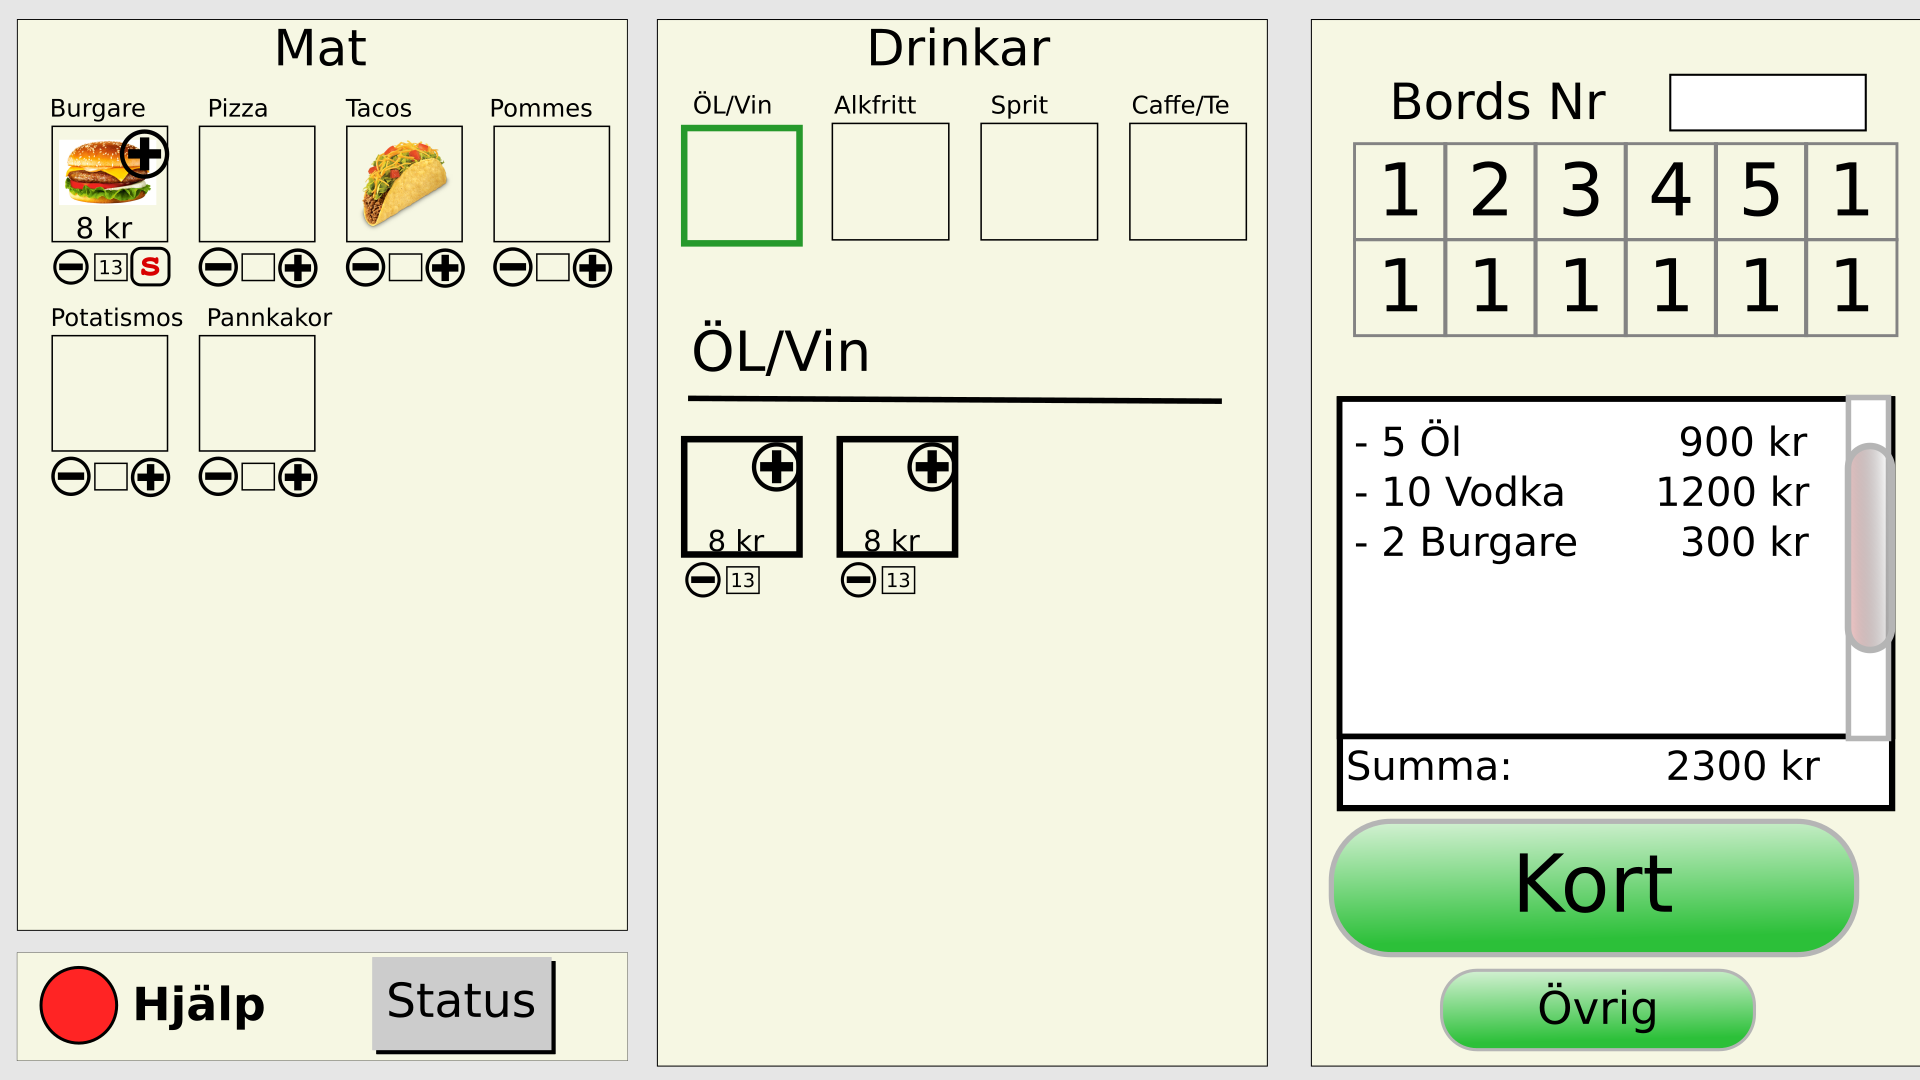 Mat
Burgare Pizza Tacos Pommes
8 kr
13 S
Potatismos Pannkakor
Hjälp Status
Drinkar
ÖL/Vin Alkfritt Sprit Caffe/Te
ÖL/Vin
8 kr 8 kr
13 13
Bords Nr
1 2 3 4 5 1
1 1 1 1 1 1
- 5 Öl 900 kr
- 10 Vodka 1200 kr
- 2 Burgare 300 kr
Summa: 2300 kr
Kort
Övrig